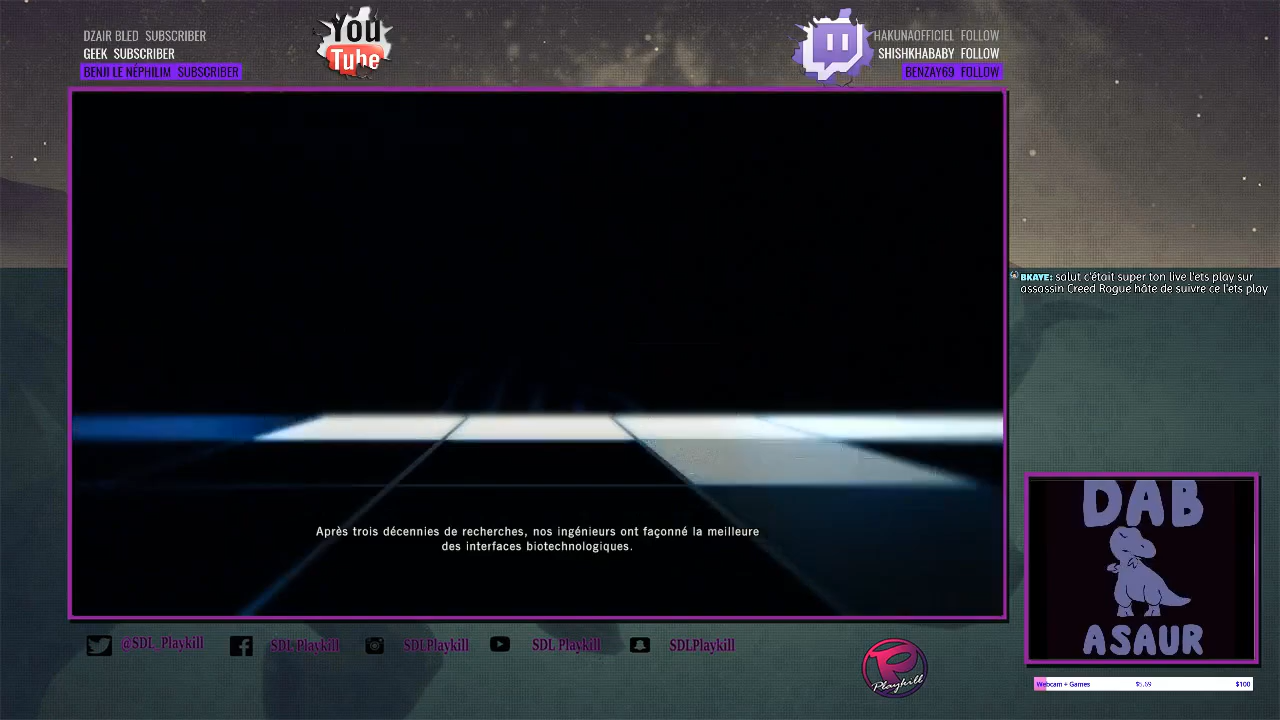 DZAIR BLED SUBSCRIBER
GEEK SUBSCRIBER
BENJI LE NÉPHILIM SUBSCRIBER
You
Tube
HAKUNAOFFICIEL FOLLOW
SHISHKHABABY FOLLOW
BENZAY69 FOLLOW
BKAYE: salut c'était super ton live l'ets play sur
assassin Creed Rogue hâte de suivre ce l'ets play
Après trois décennies de recherches, nos ingénieurs ont façonné la meilleure
des interfaces biotechnologiques.
DAB
ASAUR
@SDL_Playkill
SDL Playkill
SDLPlaykill
SDL Playkill
SDLPlaykill
Playkill
Webcam + Games $5.69 $100